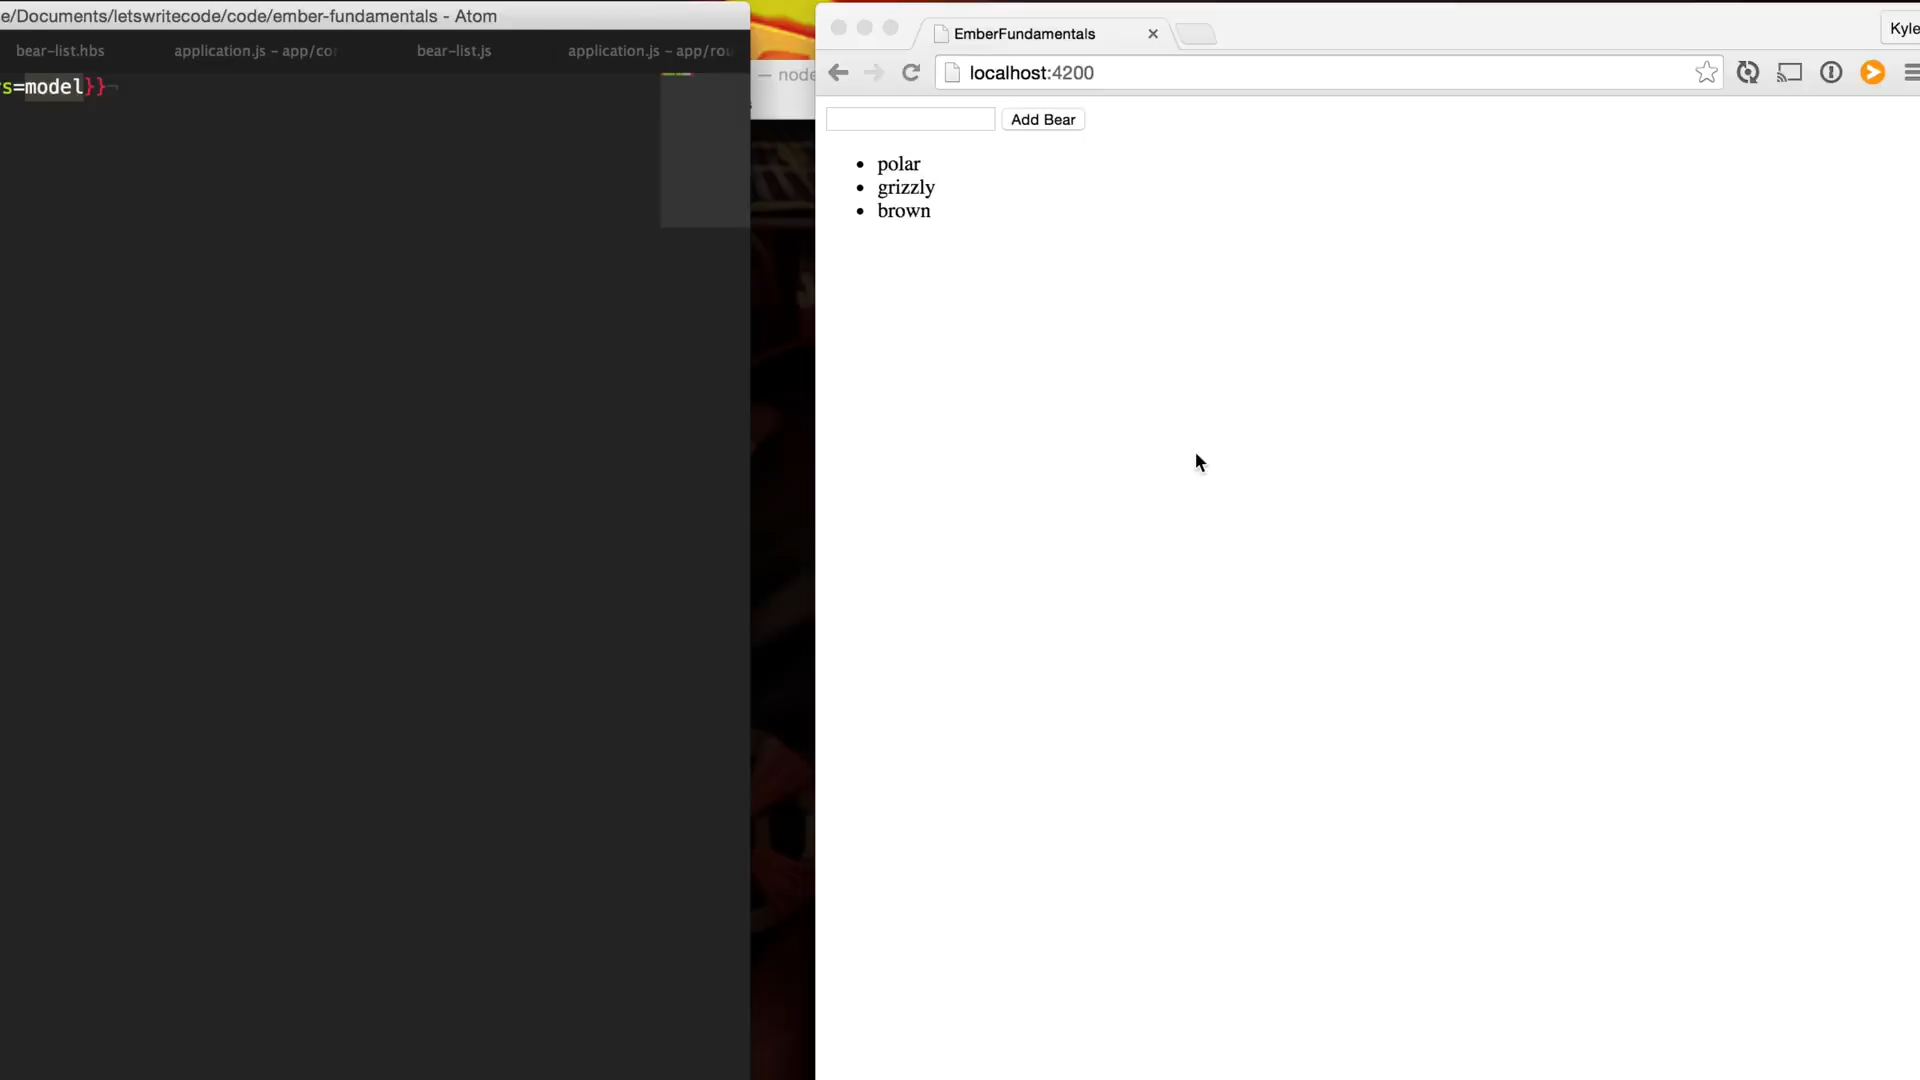 e/Documents/letswritecode/code/ember-fundamentals - Atom
bear-list.hbs
application.js - app/co
bear-list.js
application.js - app/rou
s=model}}¬
— node
EmberFundamentals
Kyle
localhost:4200
Add Bear
• polar
• grizzly
• brown